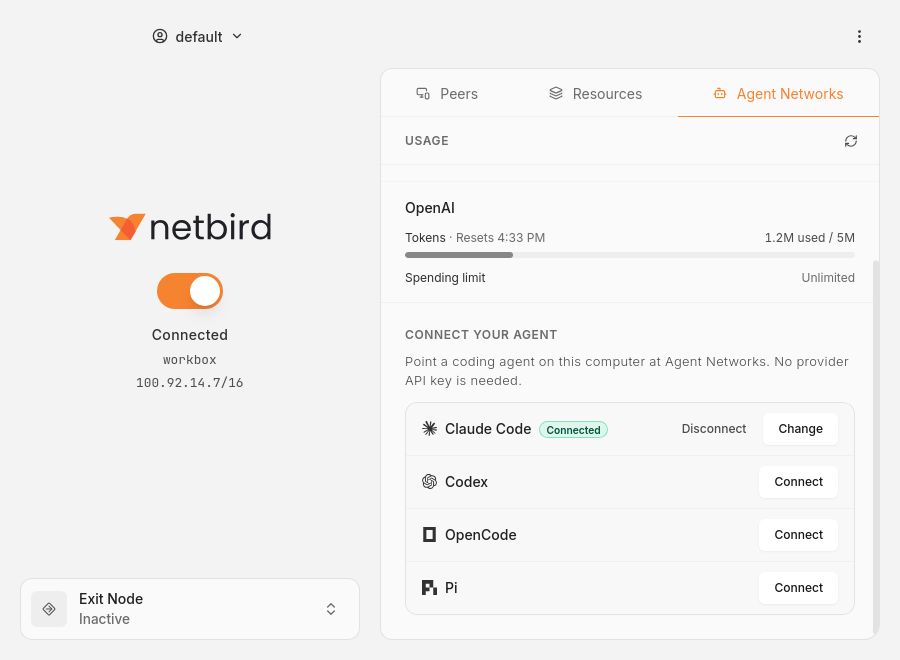 default
netbird
Connected
workbox
100.92.14.7/16
Exit Node
Inactive
Peers
Resources
Agent Networks
USAGE
OpenAI
Tokens · Resets 4:33 PM
1.2M used / 5M
Spending limit
Unlimited
CONNECT YOUR AGENT
Point a coding agent on this computer at Agent Networks. No provider
API key is needed.
Claude Code Connected Disconnect Change
Codex Connect
OpenCode Connect
Pi Connect